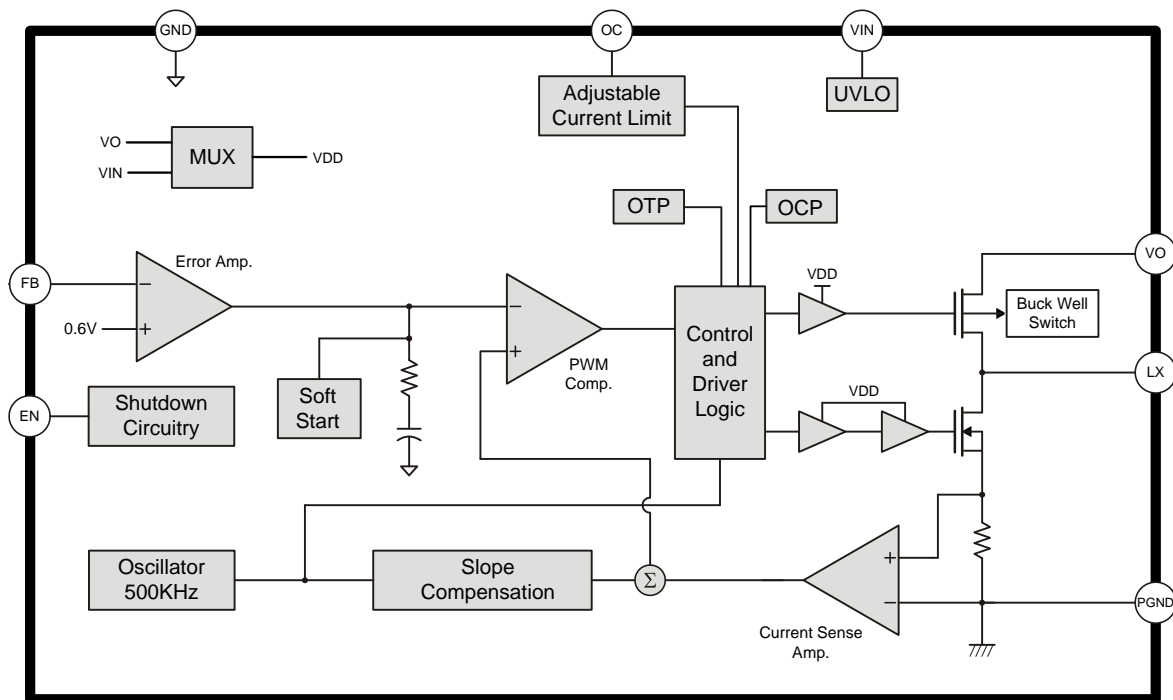 GND
OC
VIN
Adjustable
Current Limit
UVLO
VO
VIN
MUX
VDD
OTP
OCP
VO
FB
Error Amp.
−
+
0.6V
−
+
PWM
Comp.
Control
and
Driver
Logic
VDD
Buck Well
Switch
LX
EN
Shutdown
Circuitry
Soft
Start
VDD
Oscillator
500KHz
Slope
Compensation
Σ
+
−
Current Sense
Amp.
PGND